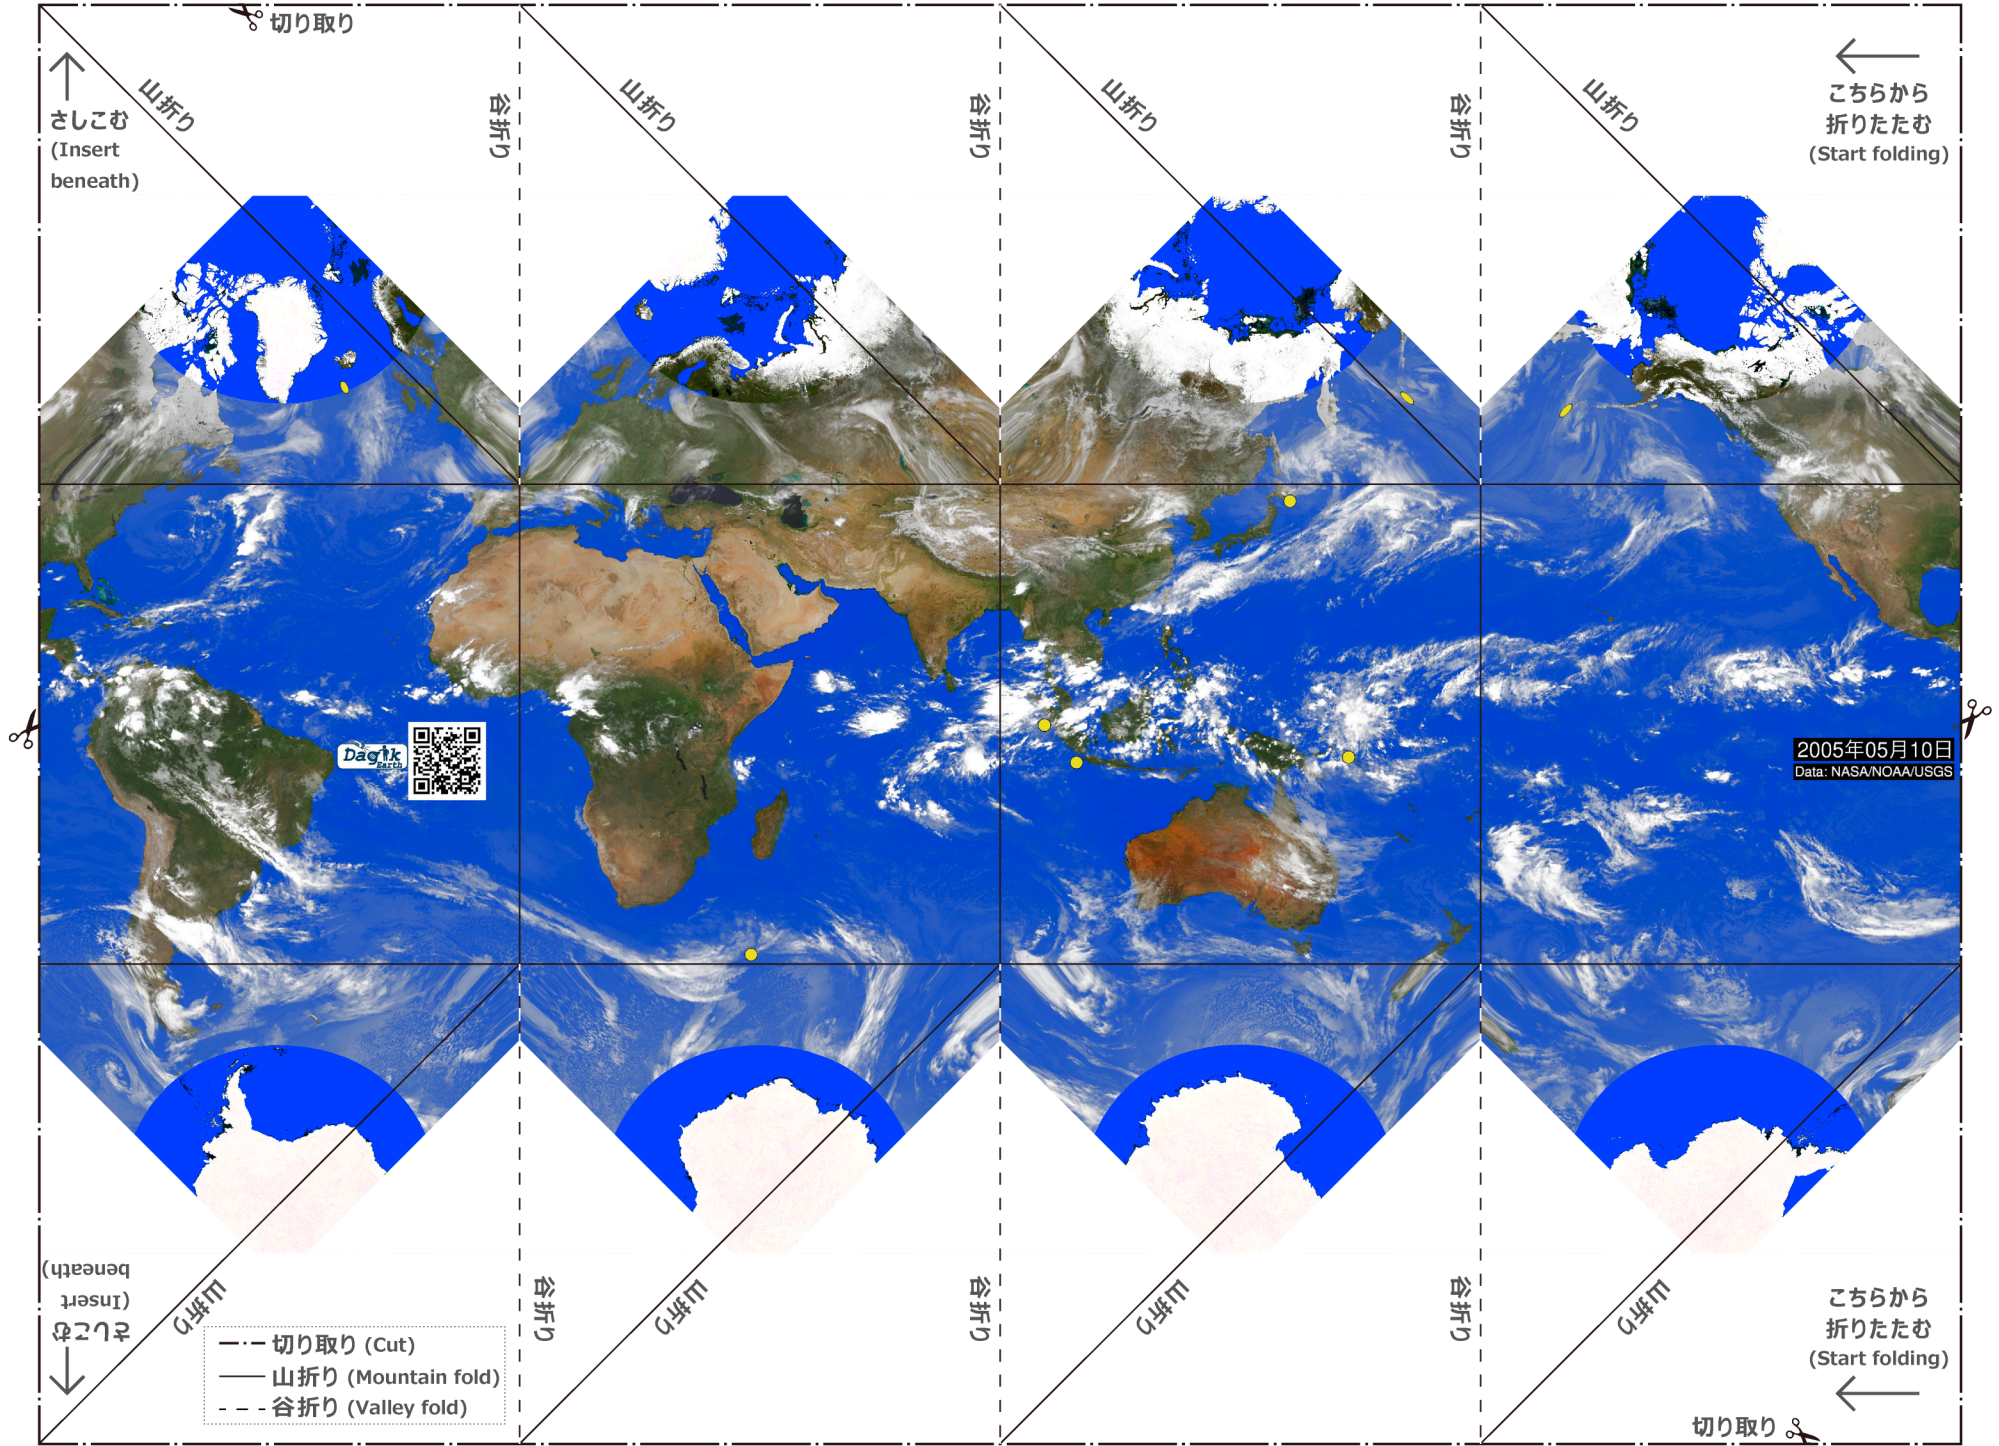 切り取り
さしこむ
(Insert
beneath)
山折り
谷折り
山折り
谷折り
山折り
谷折り
山折り
こちらから
折りたたむ
(Start folding)
Dagik
Earth
2005年05月10日
Data: NASA/NOAA/USGS
さしこむ
(Insert
beneath)
山折り
谷折り
山折り
谷折り
山折り
谷折り
山折り
こちらから
折りたたむ
(Start folding)
切り取り (Cut)
山折り (Mountain fold)
谷折り (Valley fold)
切り取り